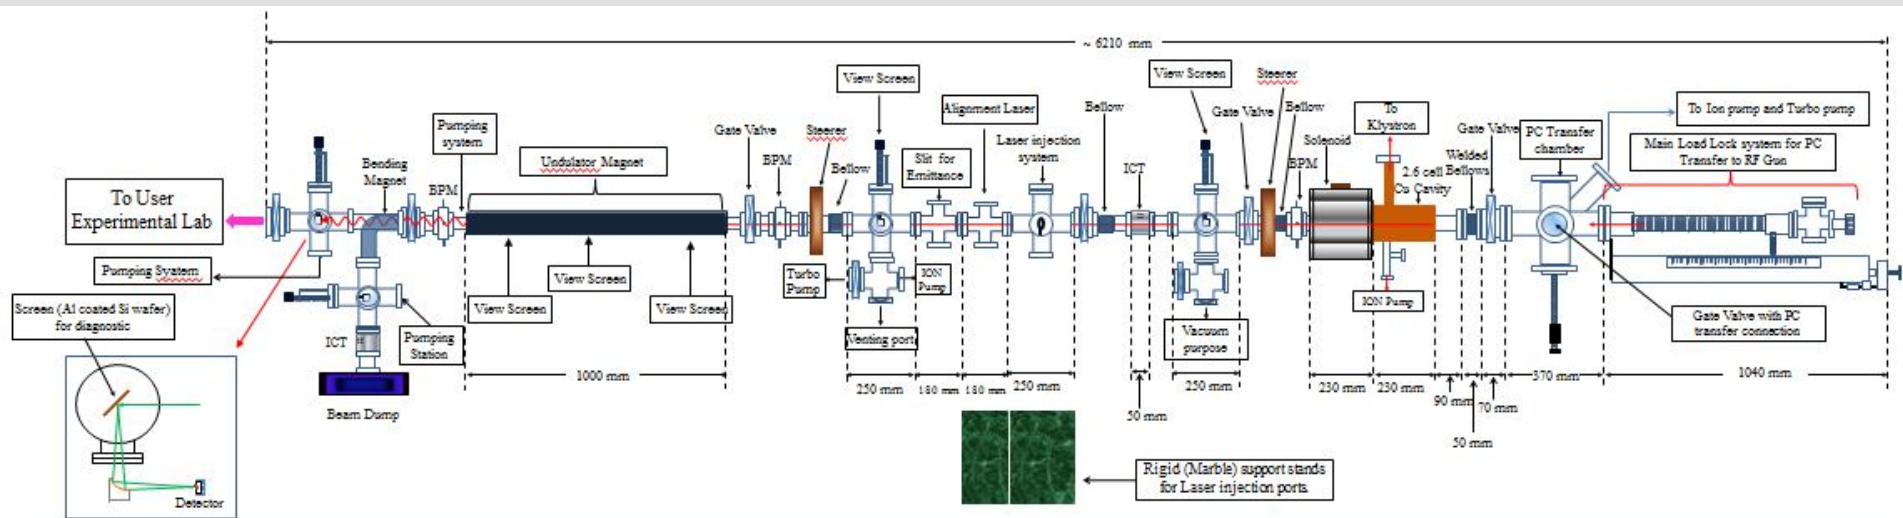 ~ 6210 mm
View Screen
View Screen
Steerer
Alignment Laser
Bellow
Gate Valve
Bellow
To
Klystron
To Ion pump and Turbo pump
Pumping
system
Gate Valve
Steerer
Laser injection
system
Solenoid
Gate Valve
PC Transfer
chamber
Main Load Lock system for PC
Transfer to RF Gun
Bending
Magnet
Undulator Magnet
BPM
Bellow
Slit for
Emittance
ICT
BPM
2.6 cell
Cu Cavity
Welded
Bellows
To User
Experimental Lab
BPM
Pumping System
View Screen
Turbo
Pump
ION
Pump
Screen (Al coated Si wafer)
for diagnostic
View Screen
View Screen
ION Pump
Gate Valve with PC
transfer connection
ICT
Pumping
Station
Venting port
Vacuum
purpose
1000 mm
250 mm
180 mm
180 mm
250 mm
250 mm
230 mm
230 mm
370 mm
1040 mm
90 mm
70 mm
50 mm
50 mm
Beam Dump
Rigid (Marble) support stands
for Laser injection ports.
Detector